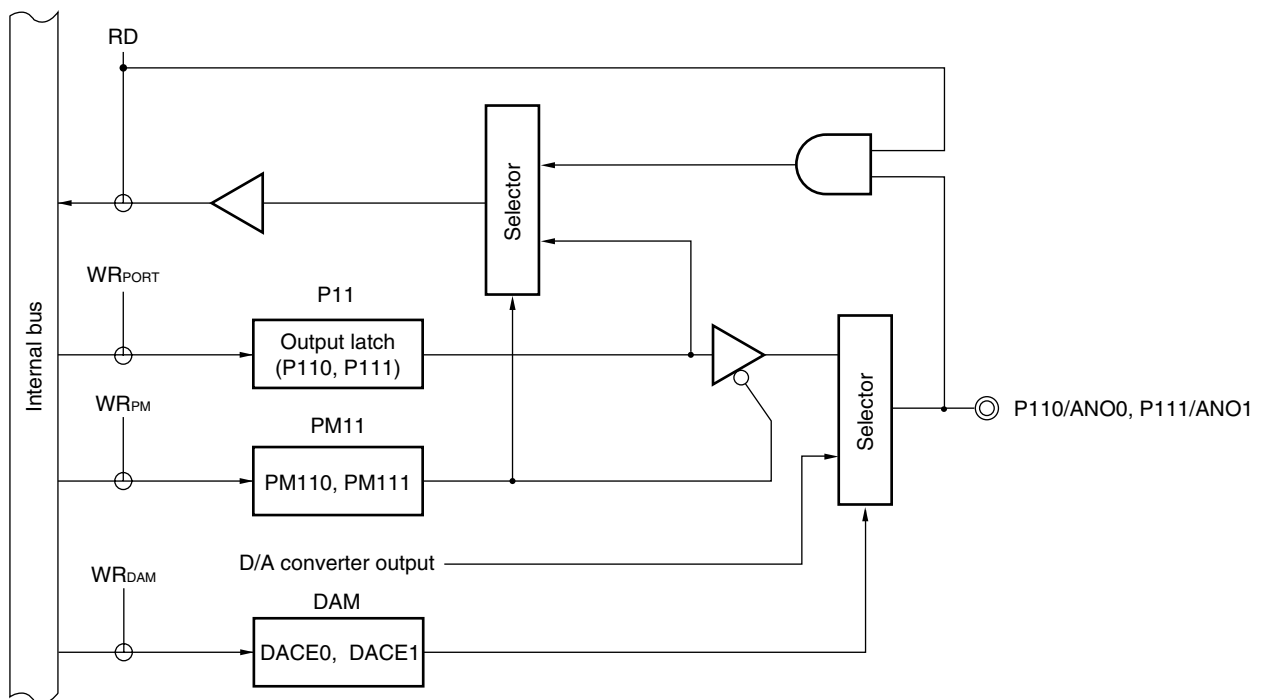 RD
Selector
WRPORT
P11
Output latch
(P110, P111)
Internal bus
WRPM
PM11
PM110, PM111
Selector
P110/ANO0, P111/ANO1
D/A converter output
WRDAM
DAM
DACE0, DACE1